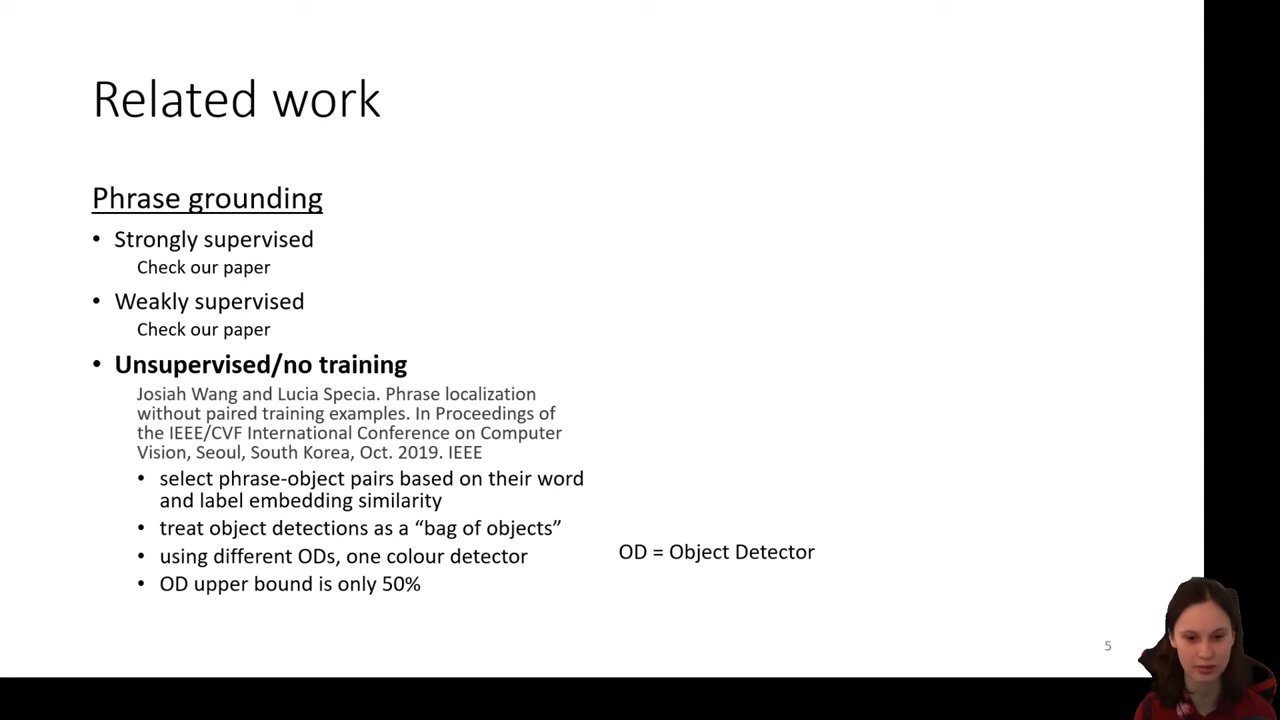 Related work
Phrase grounding
• Strongly supervised
Check our paper
• Weakly supervised
Check our paper
• Unsupervised/no training
Josiah Wang and Lucia Specia. Phrase localization
without paired training examples. In Proceedings of
the IEEE/CVF International Conference on Computer
Vision, Seoul, South Korea, Oct. 2019. IEEE
• select phrase-object pairs based on their word
and label embedding similarity
• treat object detections as a “bag of objects”
• using different ODs, one colour detector
• OD upper bound is only 50%
OD = Object Detector
5